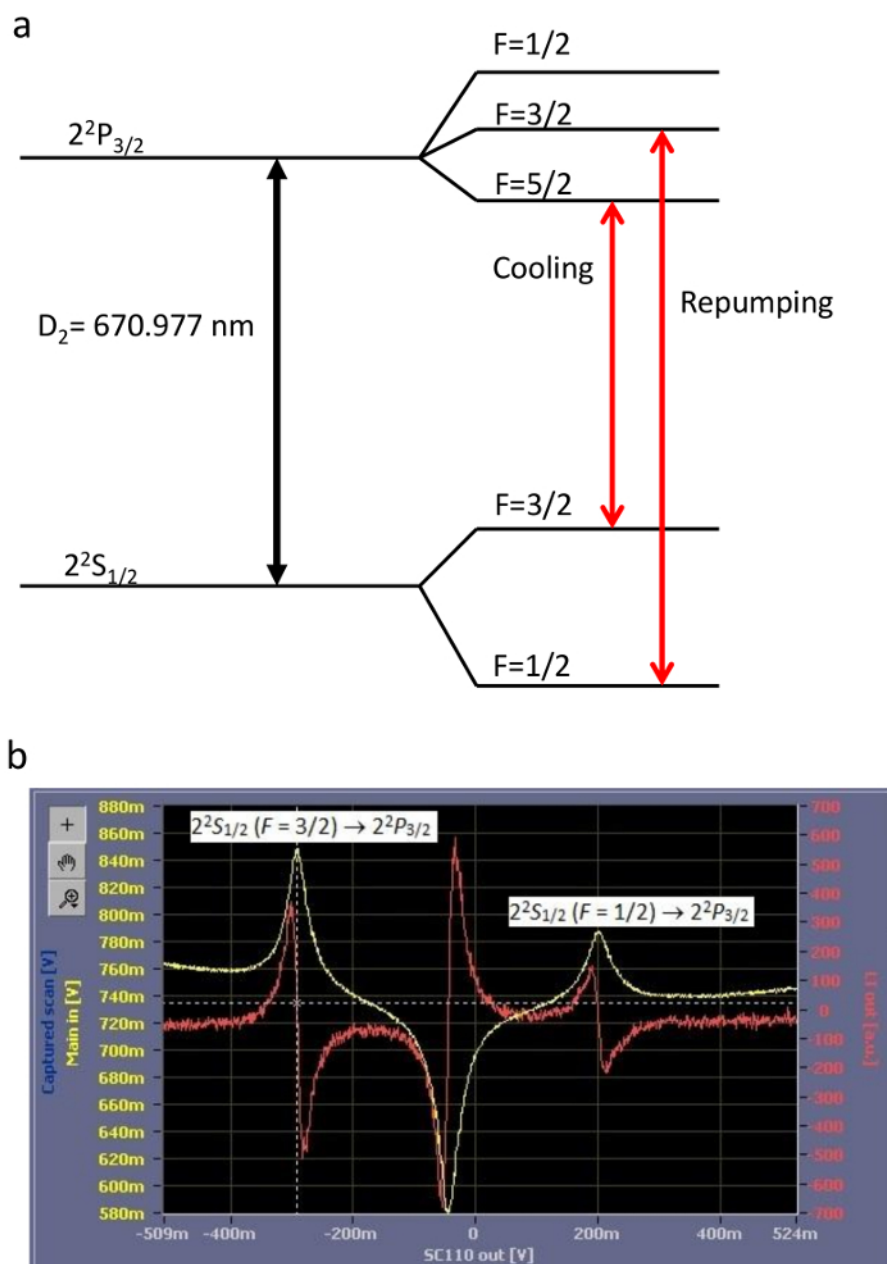 a
F=1/2
2²P3/2
F=3/2
F=5/2
Cooling
Repumping
D2= 670.977 nm
F=3/2
2²S1/2
F=1/2
b
880m
860m
840m
820m
800m
780m
760m
740m
720m
700m
680m
660m
640m
620m
600m
580m
Captured scan [V]
Main in [V]
2²S1/2 (F = 3/2) → 2²P3/2
2²S1/2 (F = 1/2) → 2²P3/2
700
600
500
400
300
200
100
0
-100
-200
-300
-400
-500
-600
-700
LI out [a.u.]
-509m -400m -200m 0 200m 400m 524m
SC110 out [V]